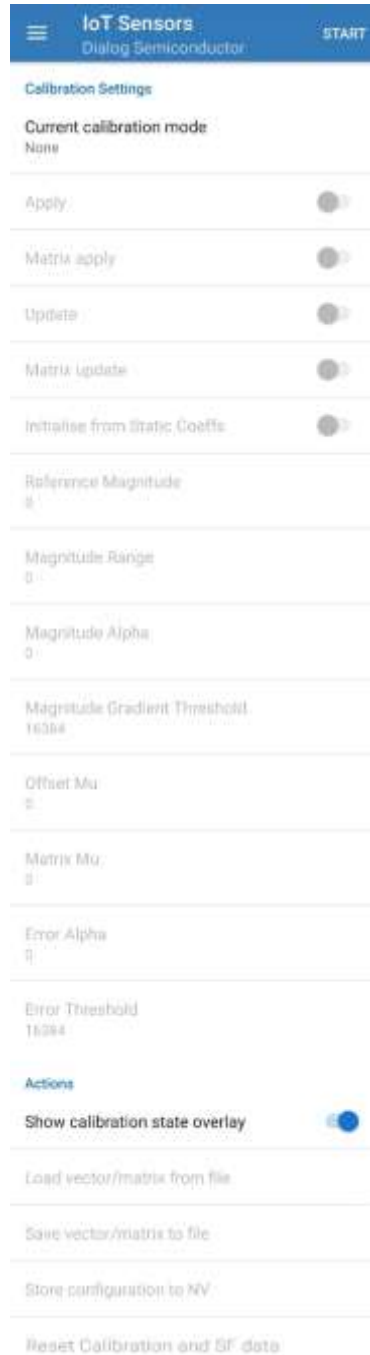 IoT Sensors
START
Dialog Semiconductor
Calibration Settings
Current calibration mode
None
Apply
Matrix apply
Update
Matrix update
Initialise from Static Coeffs
Reference Magnitude
0
Magnitude Range
0
Magnitude Alpha
0
Magnitude Gradient Threshold
16384
Offset Mu
0
Matrix Mu
0
Error Alpha
0
Error Threshold
16384
Actions
Show calibration state overlay
Load vector/matrix from file
Save vector/matrix to file
Store configuration to NV
Reset Calibration and SF data